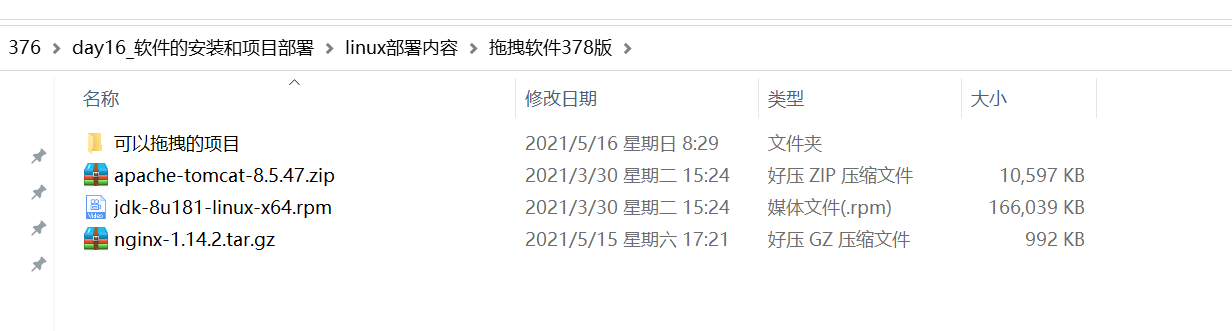 376 > day16_软件的安装和项目部署 > linux部署内容 > 拖拽软件378版 >
名称 修改日期 类型 大小
可以拖拽的项目 2021/5/16 星期日 8:29 文件夹
apache-tomcat-8.5.47.zip 2021/3/30 星期二 15:24 好压 ZIP 压缩文件 10,597 KB
Video jdk-8u181-linux-x64.rpm 2021/3/30 星期二 15:24 媒体文件(.rpm) 166,039 KB
nginx-1.14.2.tar.gz 2021/5/15 星期六 17:21 好压 GZ 压缩文件 992 KB